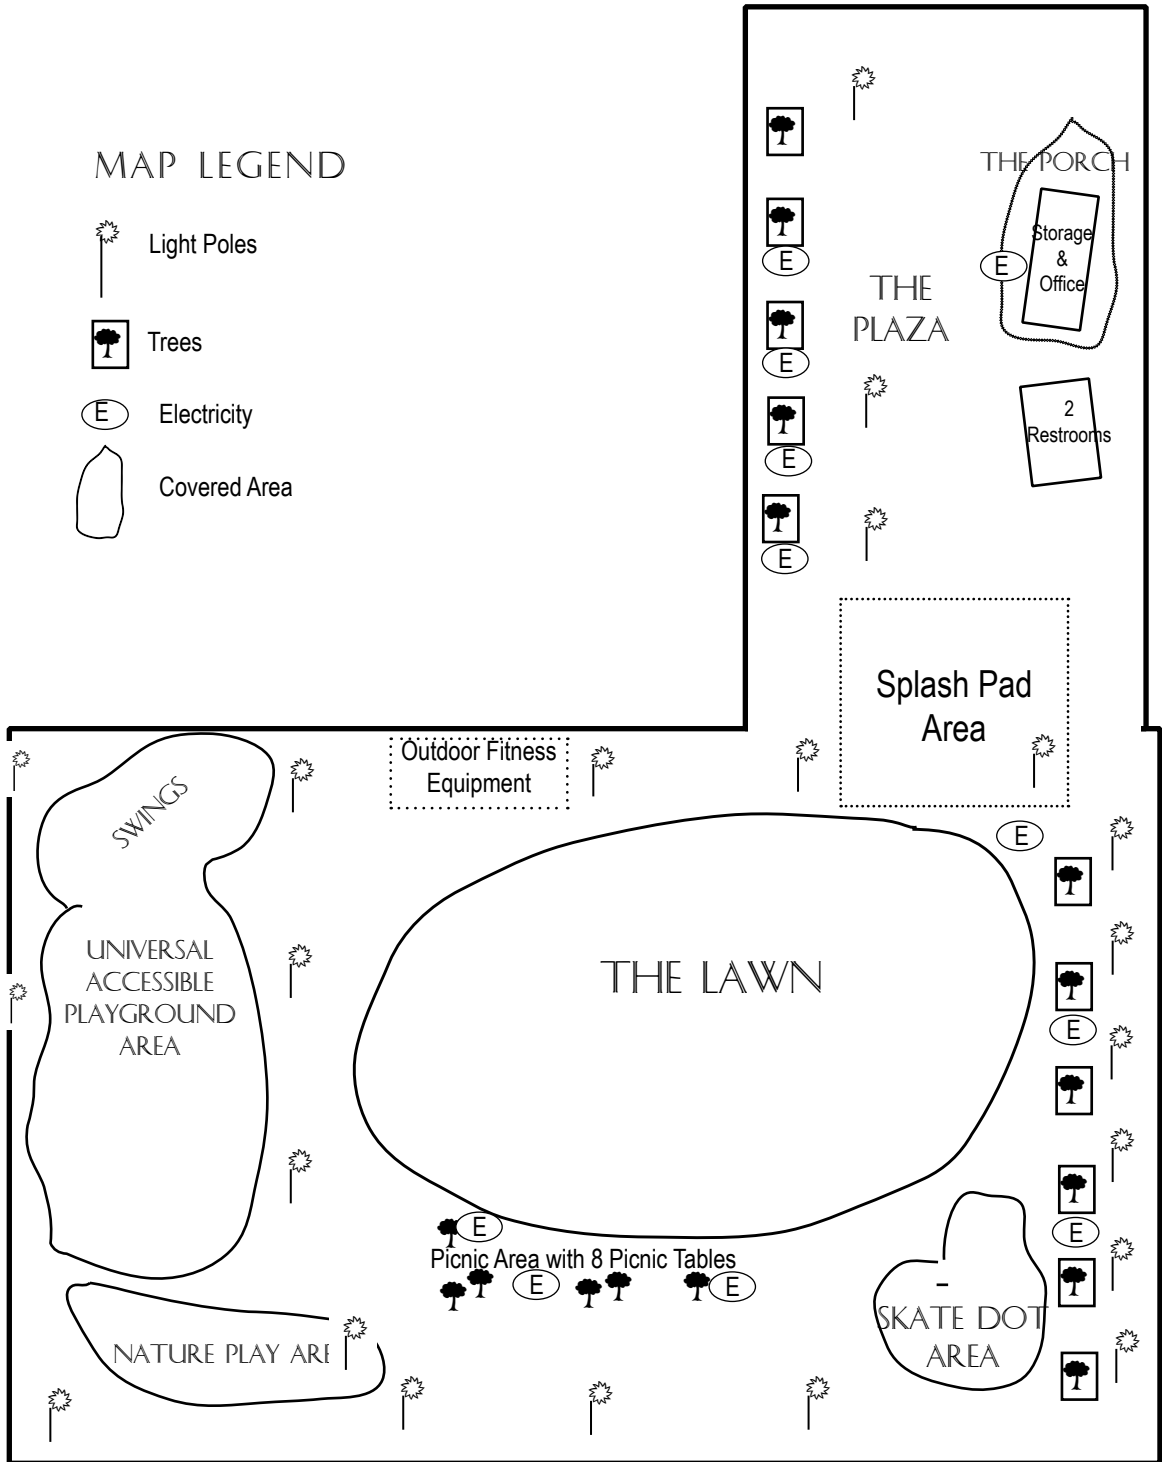 MAP LEGEND
Light Poles
Trees
E
Electricity
Covered Area
THE PORCH
Storage
&
Office
E
E
THE
PLAZA
E
E
2
Restrooms
E
Splash Pad
Area
Outdoor Fitness
Equipment
SWINGS
E
UNIVERSAL
ACCESSIBLE
PLAYGROUND
AREA
THE LAWN
E
E
E
Picnic Area with 8 Picnic Tables
E
E
SKATE DOT
AREA
NATURE PLAY ARE